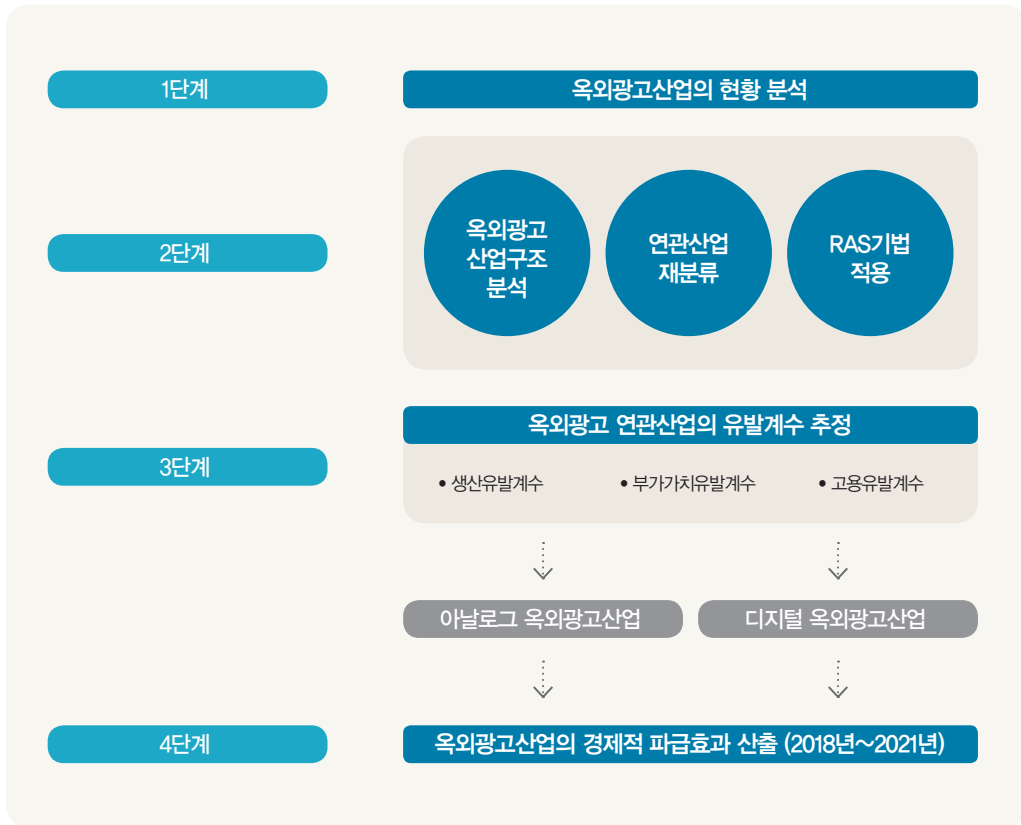 1단계
옥외광고산업의 현황 분석
2단계
옥외광고
산업구조
분석
연관산업
재분류
RAS기법
적용
3단계
옥외광고 연관산업의 유발계수 추정
• 생산유발계수
• 부가가치유발계수
• 고용유발계수
아날로그 옥외광고산업
디지털 옥외광고산업
4단계
옥외광고산업의 경제적 파급효과 산출 (2018년~2021년)